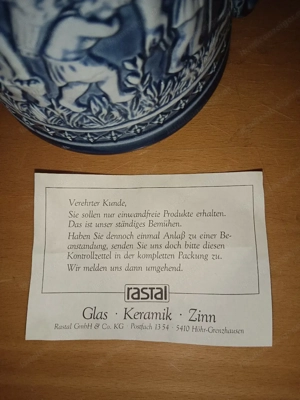 Verehrter Kunde,
Sie sollen nur einwandfreie Produkte erhalten.
Das ist unser ständiges Bemühen.
Haben Sie dennoch einmal Anlaß zu einer Be-
anstandung, senden Sie uns doch bitte diesen
Kontrollzettel in der kompletten Packung zu.
Wir melden uns dann umgehend.
rastal
Glas · Keramik · Zinn
Rastal GmbH & Co. KG · Postfach 13 54 · 5410 Höhr-Grenzhausen